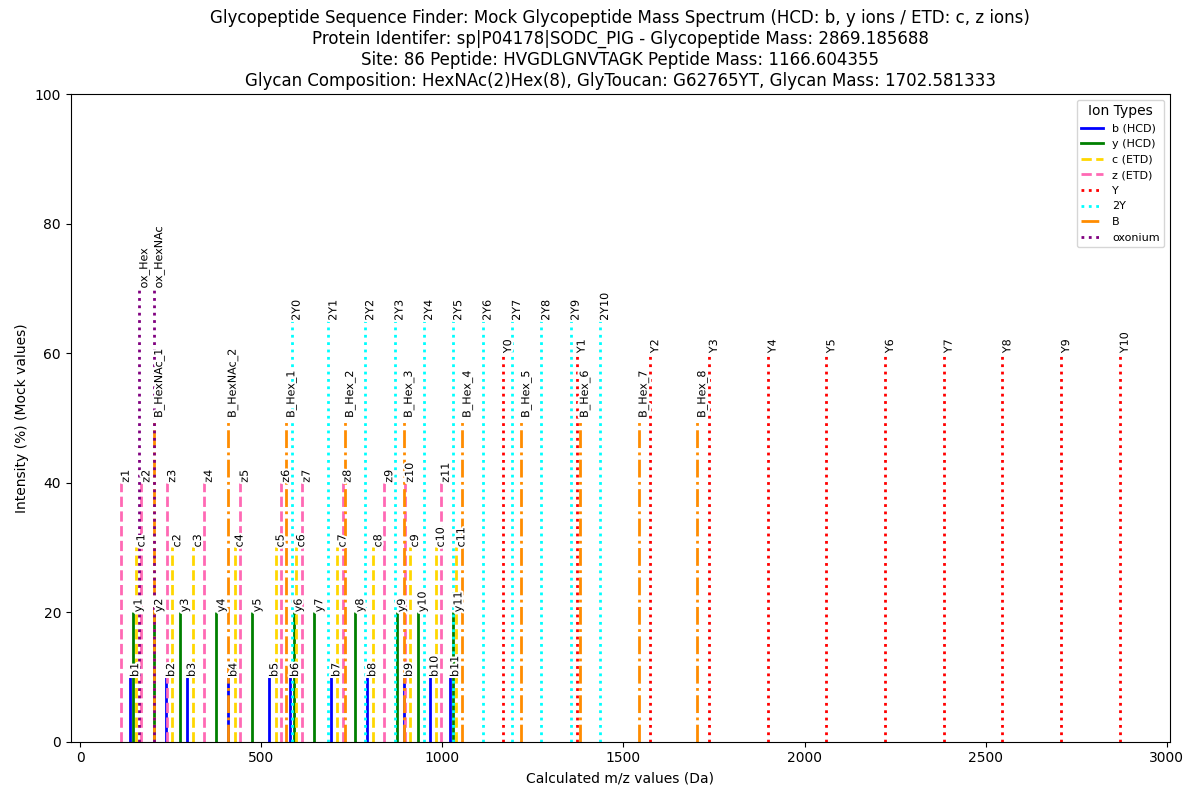 Glycopeptide Sequence Finder: Mock Glycopeptide Mass Spectrum (HCD: b, y ions / ETD: c, z ions)
Protein Identifer: sp|P04178|SODC_PIG - Glycopeptide Mass: 2869.185688
Site: 86 Peptide: HVGDLGNVTAGK Peptide Mass: 1166.604355
Glycan Composition: HexNAc(2)Hex(8), GlyToucan: G62765YT, Glycan Mass: 1702.581333
Intensity (%) (Mock values)
100
80
60
40
20
0
Ion Types
b (HCD)
y (HCD)
c (ETD)
z (ETD)
Y
2Y
B
oxonium
ox_Hex
ox_HexNAc
2Y0
2Y1
2Y2
2Y3
2Y4
2Y5
2Y6
2Y7
2Y8
2Y9
2Y10
Y0
Y1
Y2
Y3
Y4
Y5
Y6
Y7
Y8
Y9
Y10
B_HexNAc_1
B_HexNAc_2
B_Hex_1
B_Hex_2
B_Hex_3
B_Hex_4
B_Hex_5
B_Hex_6
B_Hex_7
B_Hex_8
z1
z2
z3
z4
z5
z6
z7
z8
z9
z10
z11
c1
c2
c3
c4
c5
c6
c7
c8
c9
c10
c11
y1
y2
y3
y4
y5
y6
y7
y8
y9
y10
y11
b1
b2
b3
b4
b5
b6
b7
b8
b9
b10
b11
0
500
1000
1500
2000
2500
3000
Calculated m/z values (Da)